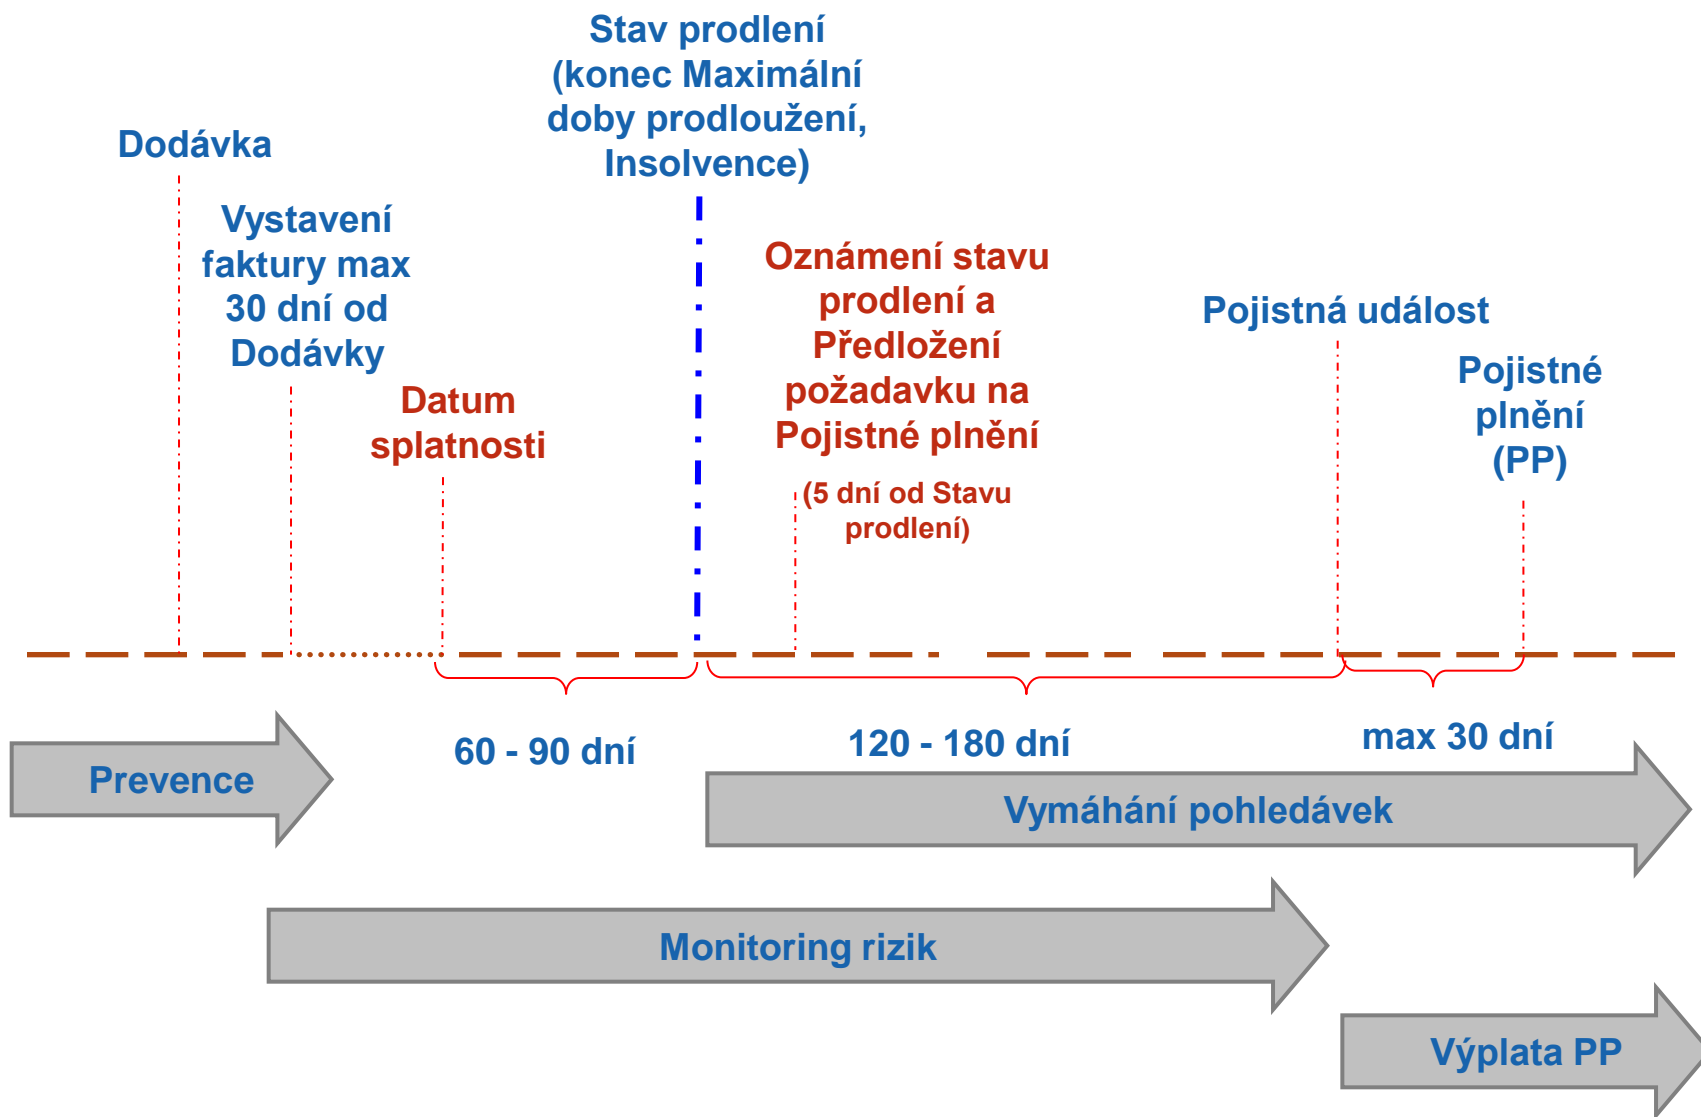 Stav prodlení
(konec Maximální
doby prodloužení,
Insolvence)
Dodávka
Vystavení
faktury max
30 dní od
Dodávky
Datum
splatnosti
Oznámení stavu
prodlení a
Předložení
požadavku na
Pojistné plnění
(5 dní od Stavu
prodlení)
Pojistná událost
Pojistné
plnění
(PP)
60 - 90 dní
120 - 180 dní
max 30 dní
Prevence
Vymáhání pohledávek
Monitoring rizik
Výplata PP